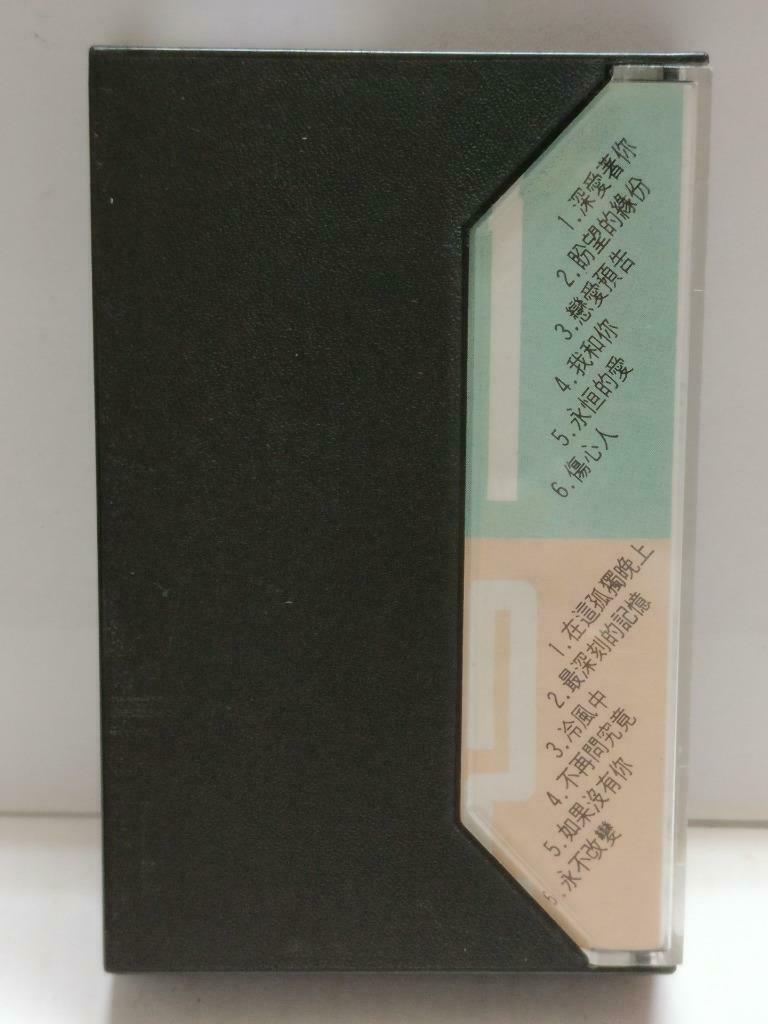 1.深愛著你
2.盼望的緣份
3.戀愛預告
4.我和你
5.永恒的愛
6.傷心人
1.在這孤獨晚上
2.最深刻的記憶
3.冷風中
4.不再問究竟
5.如果沒有你
6.永不改變